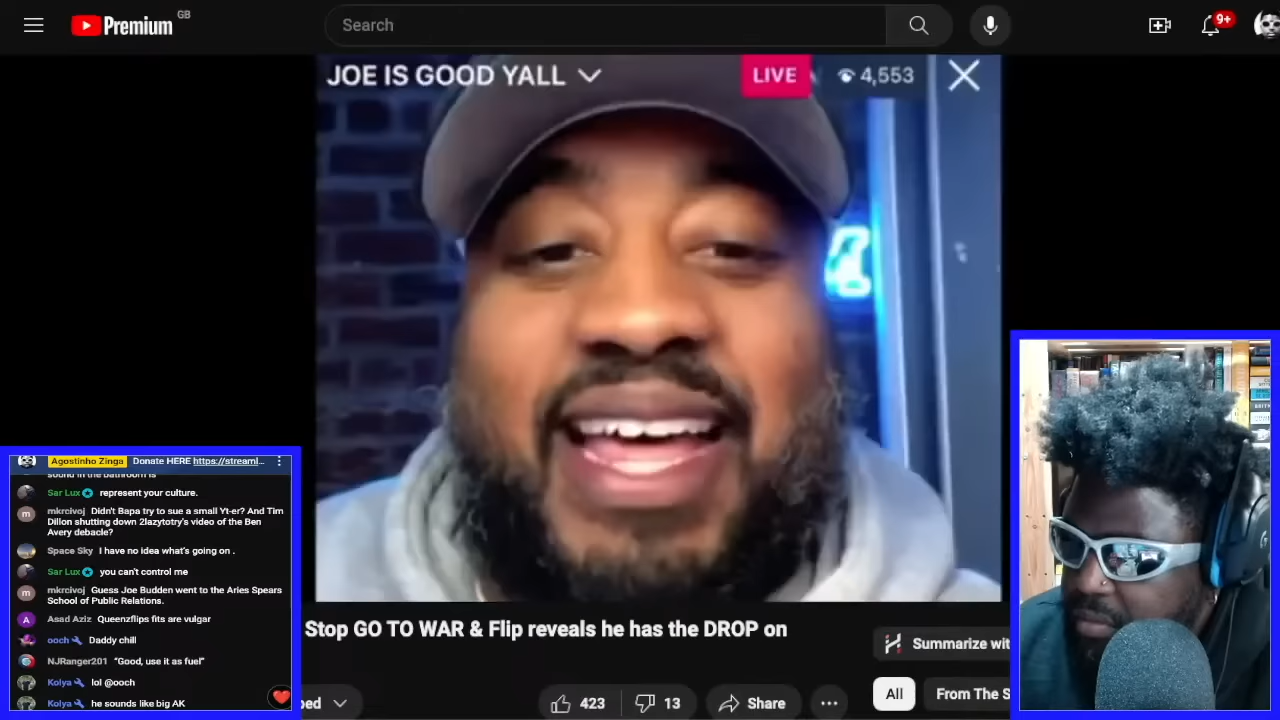 Premium GB
Search
9+
JOE IS GOOD YALL
LIVE
4,553
Stop GO TO WAR & Flip reveals he has the DROP on
Summarize wit
423
13
Share
All
From The S
Agostinho Zinga Donate HERE https://streaml...
sound in the bathroom is
Sar Lux represent your culture.
mkrcivoj Didn't Bapa try to sue a small Yt-er? And Tim
Dillon shutting down 2lazytotry's video of the Ben
Avery debacle?
Space Sky I have no idea what's going on .
Sar Lux you can't control me
mkrcivoj Guess Joe Budden went to the Aries Spears
School of Public Relations.
Asad Aziz Queenzflips fits are vulgar
ooch Daddy chill
NJRanger201 "Good, use it as fuel"
Kolya lol @ooch
Kolya he sounds like big AK